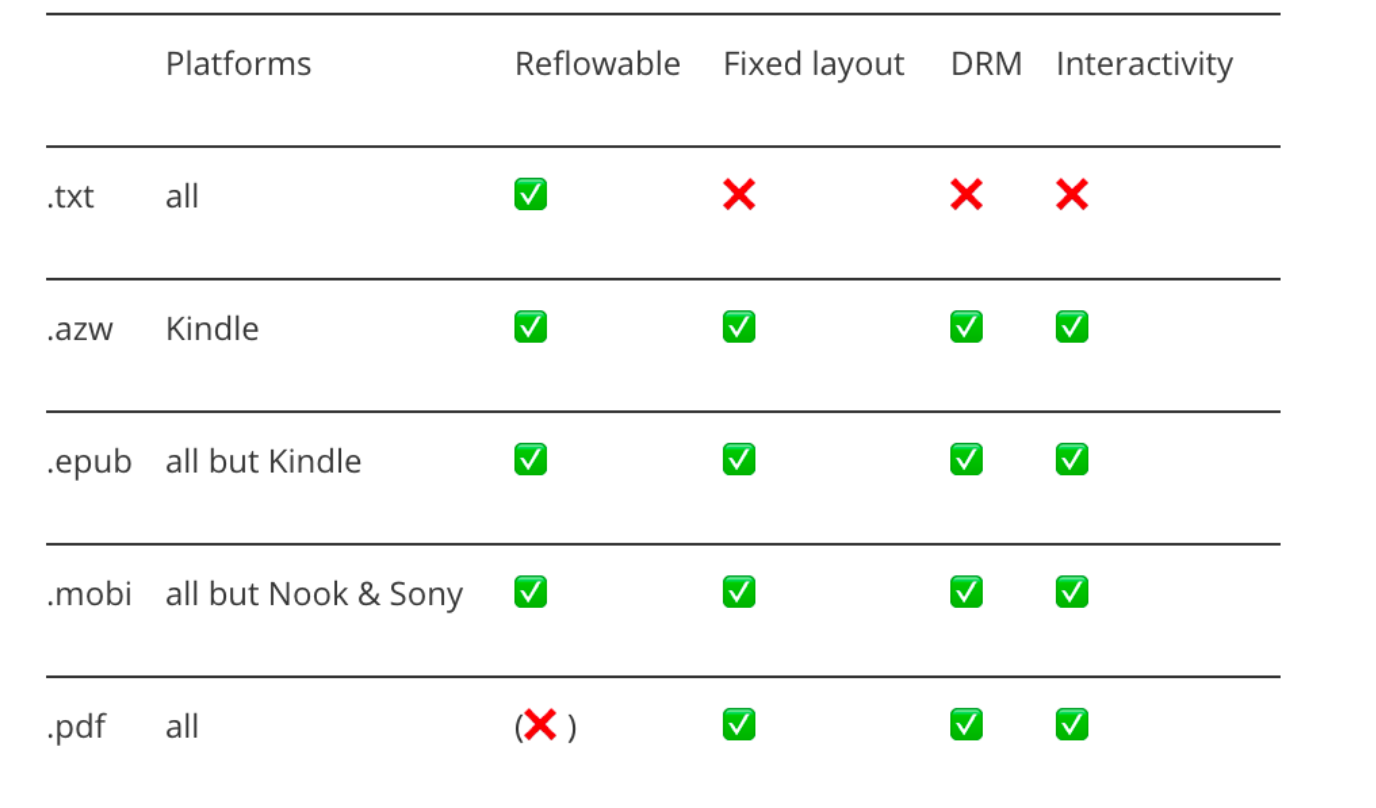 Platforms Reflowable Fixed layout DRM Interactivity
.txt all ✅ ❌ ❌ ❌
.azw Kindle ✅ ✅ ✅ ✅
.epub all but Kindle ✅ ✅ ✅ ✅
.mobi all but Nook & Sony ✅ ✅ ✅ ✅
.pdf all (❌ ) ✅ ✅ ✅